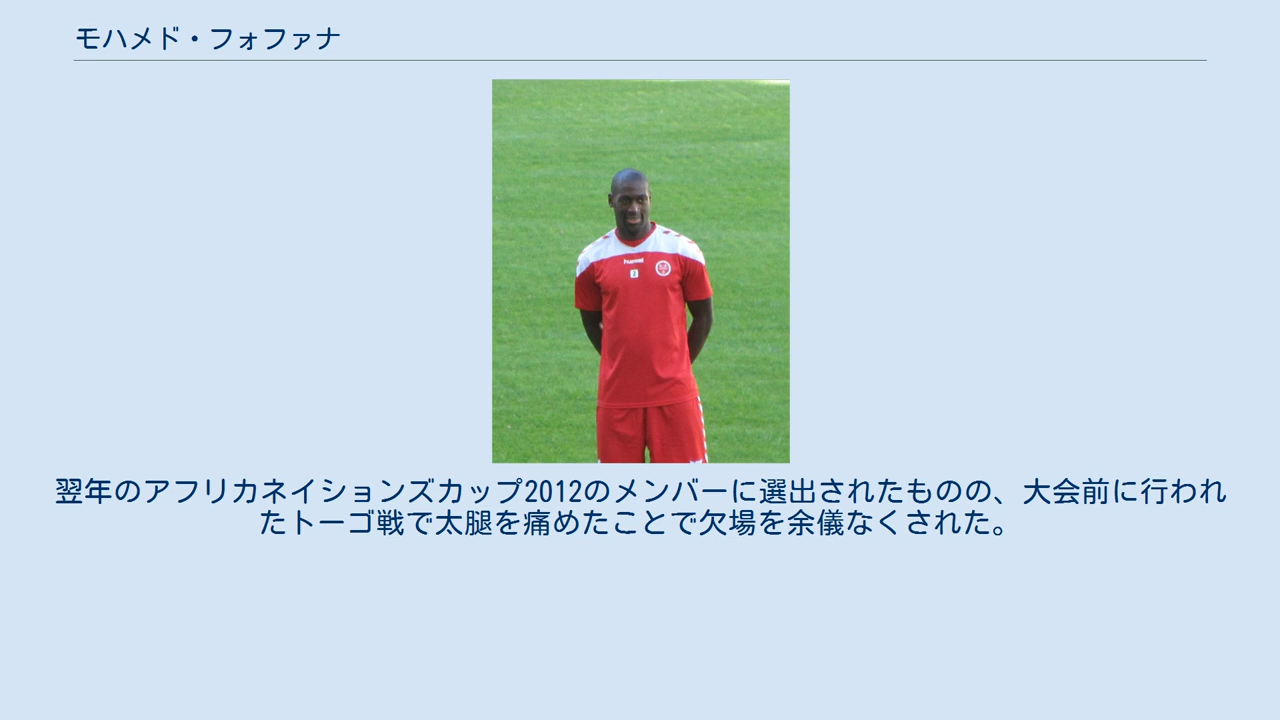 モハメド・フォファナ
hummel
翌年のアフリカネイションズカップ2012のメンバーに選出されたものの、大会前に行われ
たトーゴ戦で太腿を痛めたことで欠場を余儀なくされた。